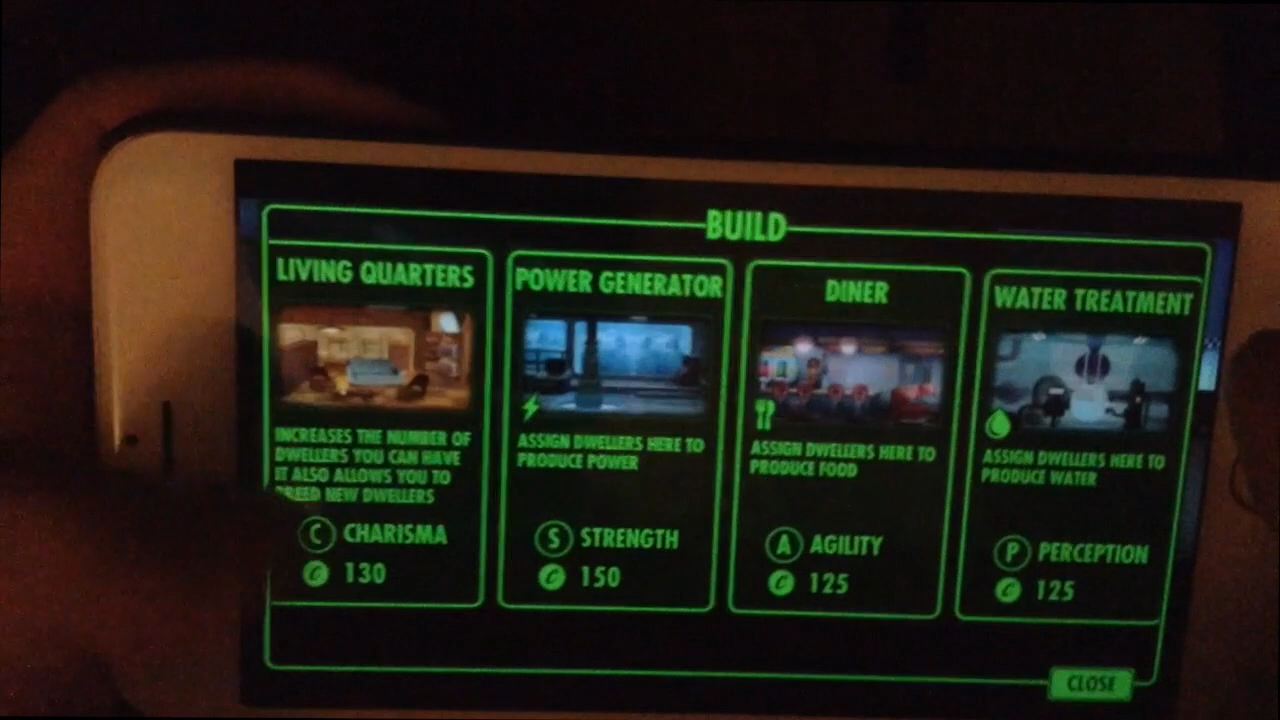 BUILD
LIVING QUARTERS
INCREASES THE NUMBER OF
DWELLERS YOU CAN HAVE
IT ALSO ALLOWS YOU TO
BREED NEW DWELLERS
C CHARISMA
C 130
POWER GENERATOR
ASSIGN DWELLERS HERE TO
PRODUCE POWER
S STRENGTH
C 150
DINER
ASSIGN DWELLERS HERE TO
PRODUCE FOOD
A AGILITY
C 125
WATER TREATMENT
ASSIGN DWELLERS HERE TO
PRODUCE WATER
P PERCEPTION
C 125
CLOSE